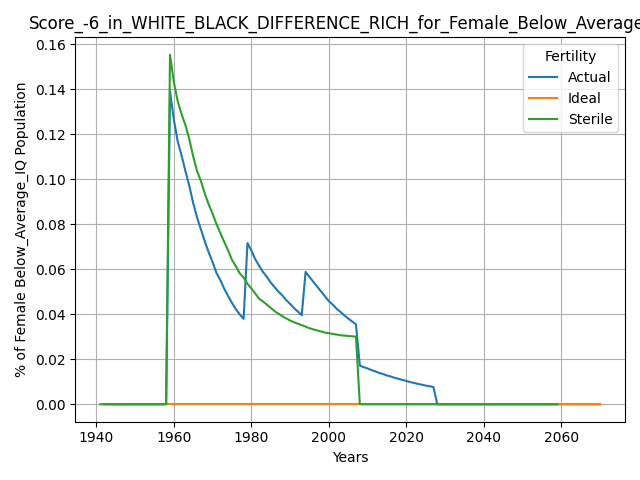 Score_-6_in_WHITE_BLACK_DIFFERENCE_RICH_for_Female_Below_Average
0.16
0.14
0.12
0.10
0.08
0.06
0.04
0.02
0.00
% of Female Below_Average_IQ Population
Fertility
Actual
Ideal
Sterile
1940
1960
1980
2000
2020
2040
2060
Years